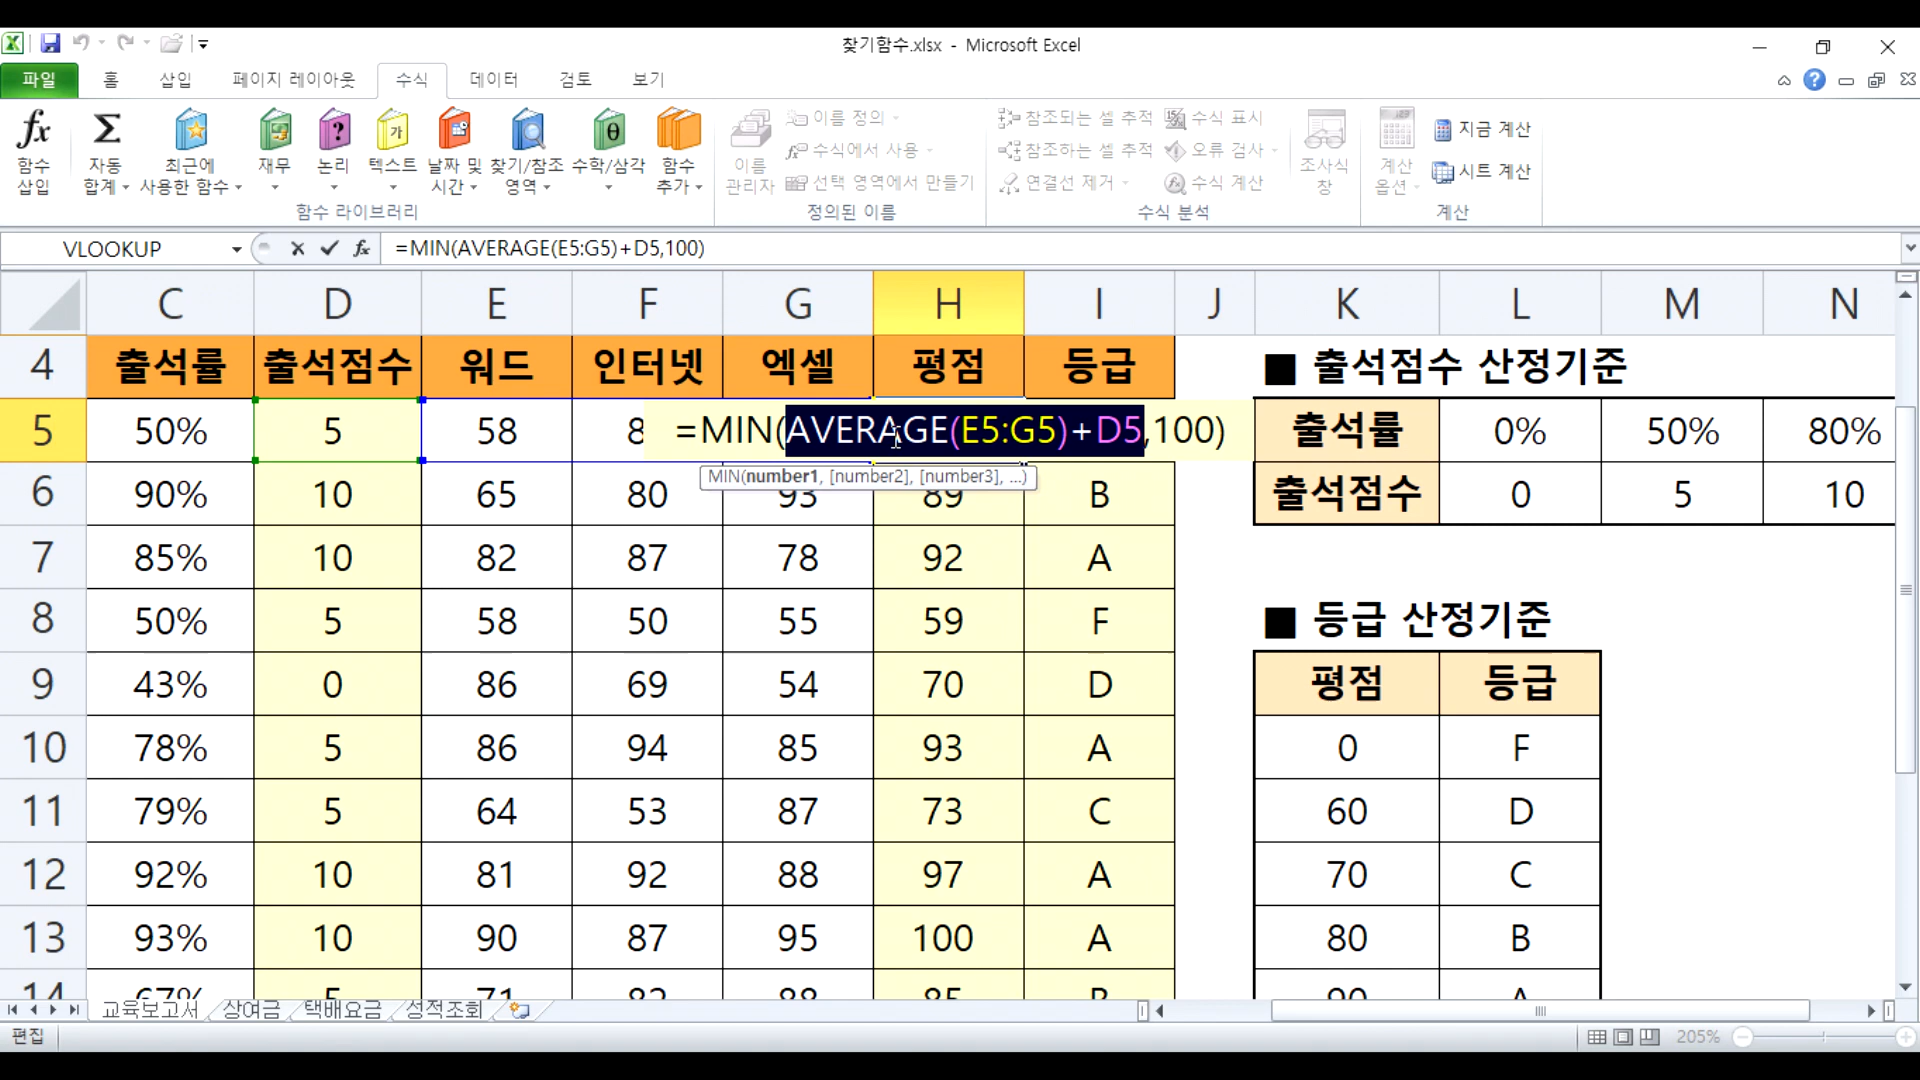 찾기함수.xlsx - Microsoft Excel
파일 홈 삽입 페이지 레이아웃 수식 데이터 검토 보기
함수 삽입 자동 합계 최근에 사용한 함수 재무 논리 텍스트 날짜 및 시간 찾기/참조 영역 수학/삼각 함수 추가
이름 관리자 이름 정의 수식에서 사용 선택 영역에서 만들기
참조되는 셀 추적 참조하는 셀 추적 연결선 제거 수식 표시 오류 검사 수식 계산 조사식 창
계산 옵션 지금 계산 시트 계산
함수 라이브러리 정의된 이름 수식 분석 계산
VLOOKUP =MIN(AVERAGE(E5:G5)+D5,100)
C D E F G H I J K L M N
4 출석률 출석점수 워드 인터넷 엑셀 평점 등급 ■ 출석점수 산정기준
5 50% 5 58 8 =MIN(AVERAGE(E5:G5)+D5,100) 출석률 0% 50% 80%
MIN(number1, [number2], [number3], ...)
6 90% 10 65 80 93 89 B 출석점수 0 5 10
7 85% 10 82 87 78 92 A
8 50% 5 58 50 55 59 F ■ 등급 산정기준
9 43% 0 86 69 54 70 D 평점 등급
10 78% 5 86 94 85 93 A 0 F
11 79% 5 64 53 87 73 C 60 D
12 92% 10 81 92 88 97 A 70 C
13 93% 10 90 87 95 100 A 80 B
14 67% 5 71 82 88 85 B 90 A
교육보고서 상여금 택배요금 성적조회
편집 205%